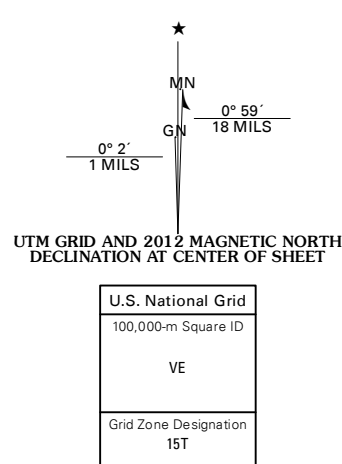 ★
MN
GN
0° 59´
18 MILS
0° 2´
1 MILS
UTM GRID AND 2012 MAGNETIC NORTH
DECLINATION AT CENTER OF SHEET
U.S. National Grid
100,000-m Square ID
VE
Grid Zone Designation
15T